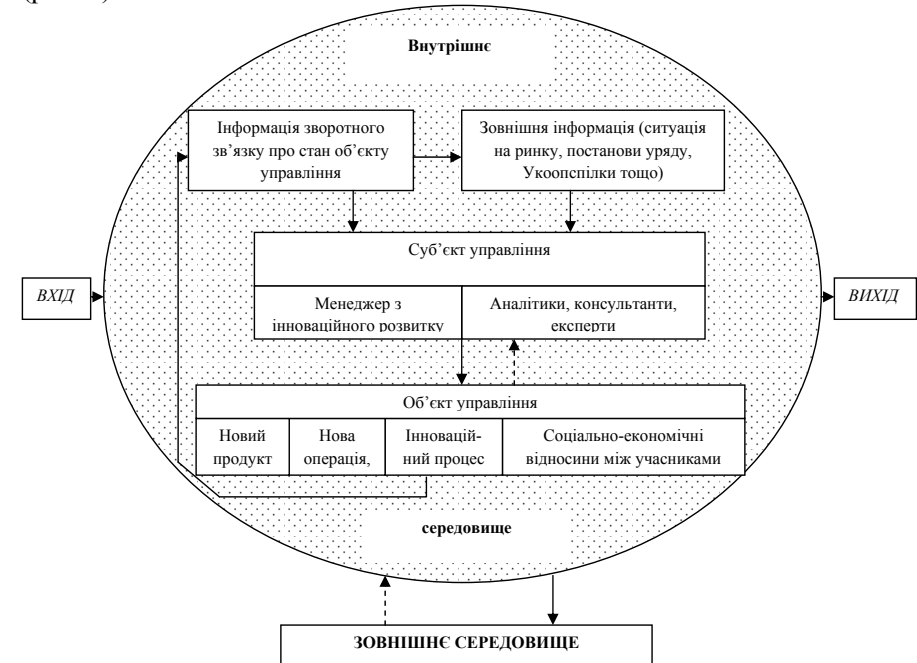 Внутрішнє
Інформація зворотного
зв’язку про стан об’єкту
управління
Зовнішня інформація (ситуація
на ринку, постанови уряду,
Укоопспілки тощо)
Суб’єкт управління
Менеджер з
інноваційного розвитку
Аналітики, консультанти,
експерти
ВХІД
ВИХІД
Об’єкт управління
Новий
продукт
Нова
операція,
Інновацій-
ний процес
Соціально-економічні
відносини між учасниками
середовище
ЗОВНІШНЄ СЕРЕДОВИЩЕ